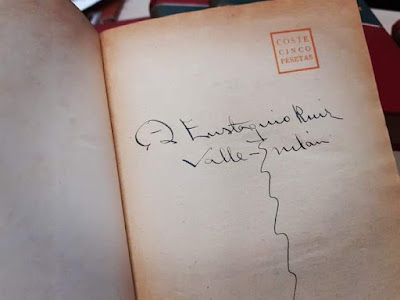 COSTE
CINCO
PESETAS
A Eustaquio Ruiz
Valle-Inclán